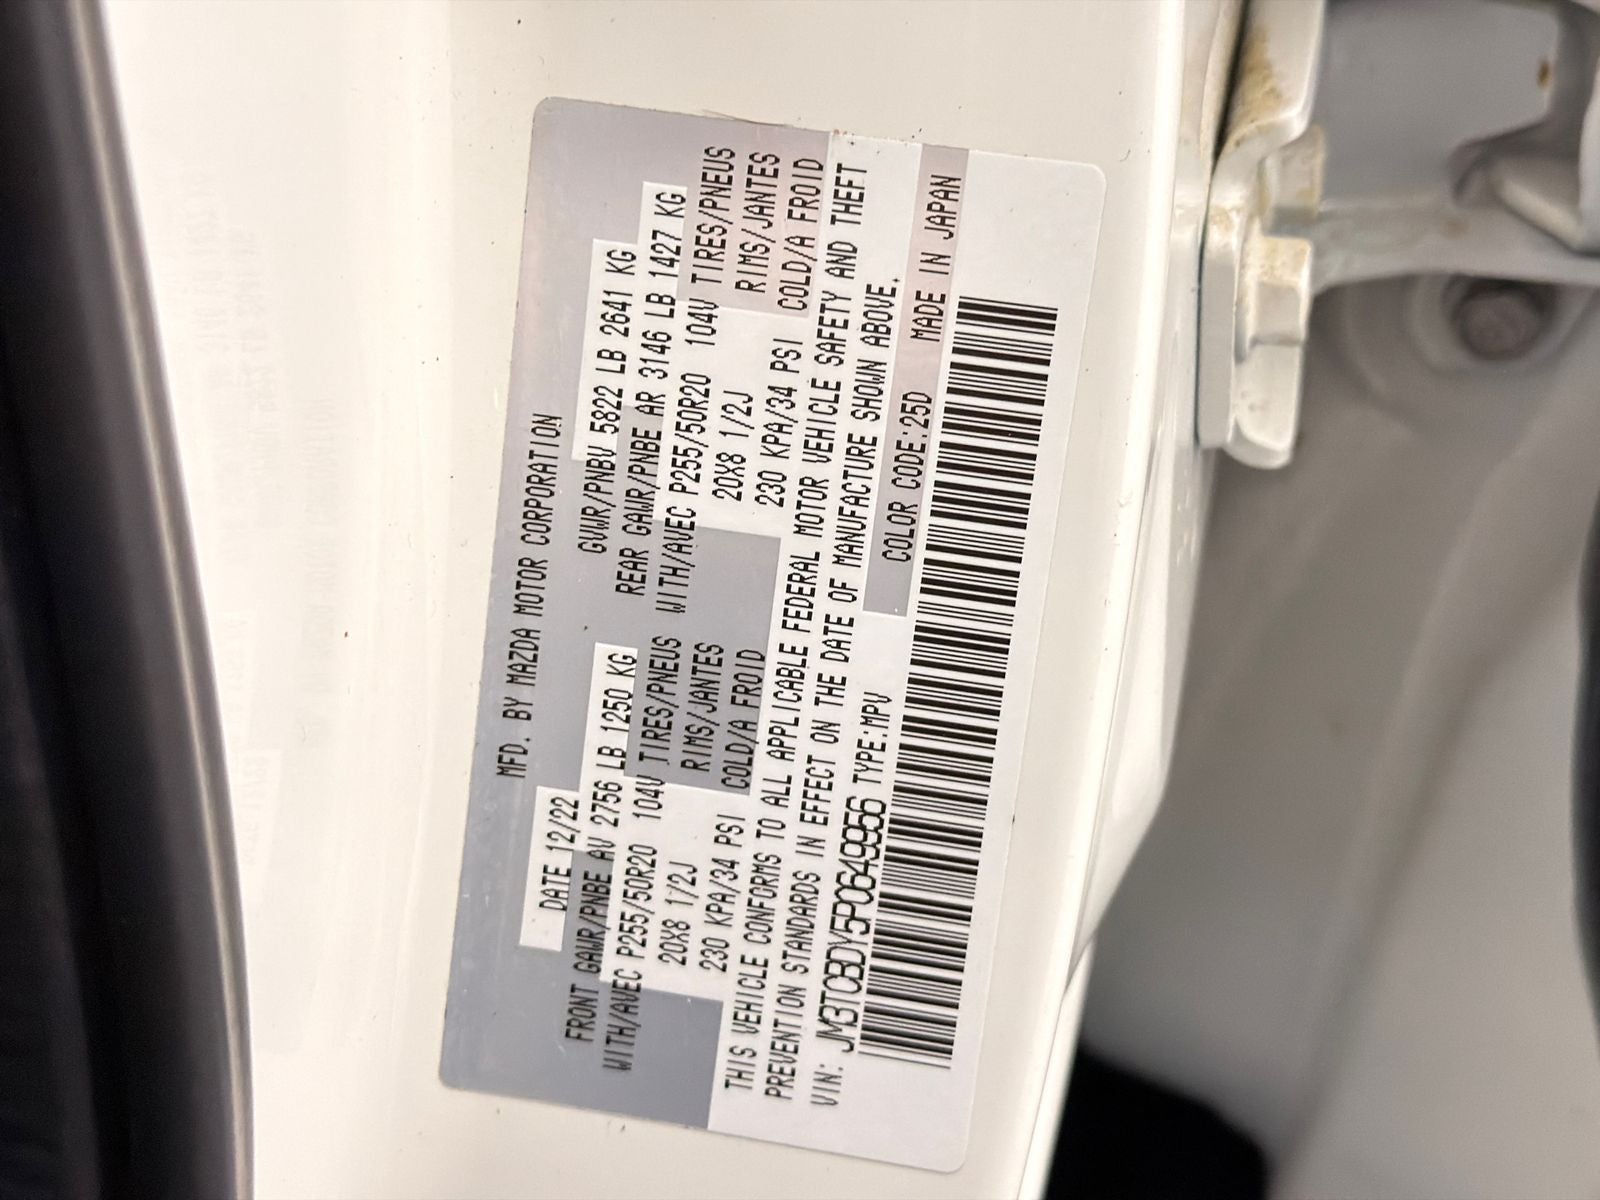 MFD. BY MAZDA MOTOR CORPORATION
DATE 12/22 GVWR/PNBV 5822 LB 2641 KG
FRONT GAWR/PNBE AV 2756 LB 1250 KG REAR GAWR/PNBE AR 3146 LB 1427 KG
WITH/AVEC P255/50R20 104V TIRES/PNEUS WITH/AVEC P255/50R20 104V TIRES/PNEUS
20X8 1/2J RIMS/JANTES 20X8 1/2J RIMS/JANTES
230 KPA/34 PSI COLD/A FROID 230 KPA/34 PSI COLD/A FROID
THIS VEHICLE CONFORMS TO ALL APPLICABLE FEDERAL MOTOR VEHICLE SAFETY AND THEFT
PREVENTION STANDARDS IN EFFECT ON THE DATE OF MANUFACTURE SHOWN ABOVE.
VIN: JM3TCBDY5P0649956 TYPE:MPV COLOR CODE:25D MADE IN JAPAN